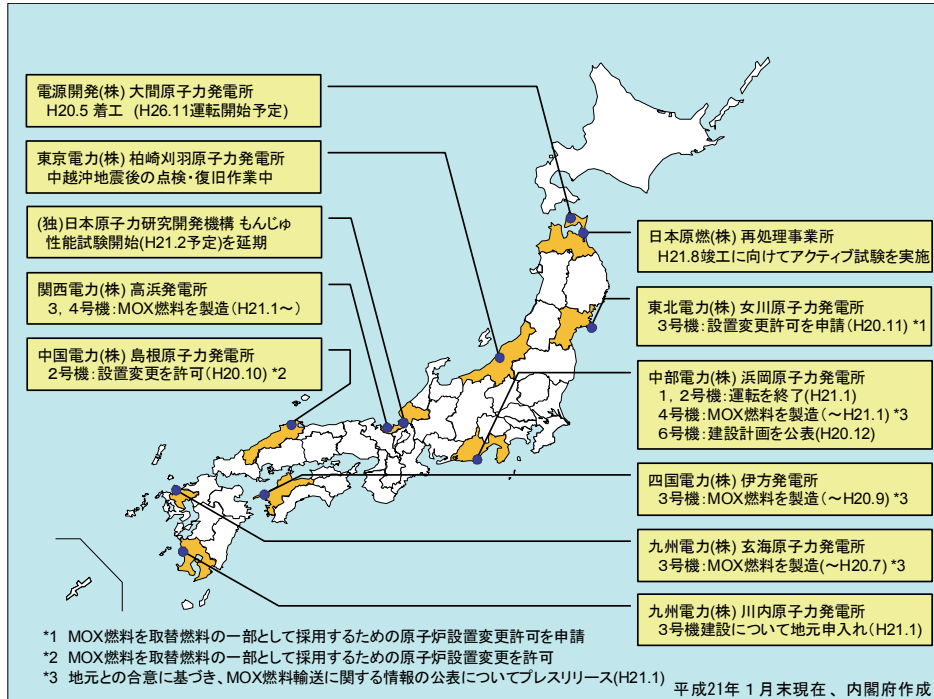 電源開発(株) 大間原子力発電所
H20.5 着工 (H26.11運転開始予定)
東京電力(株) 柏崎刈羽原子力発電所
中越沖地震後の点検・復旧作業中
(独)日本原子力研究開発機構 もんじゅ
性能試験開始(H21.2予定)を延期
関西電力(株) 高浜発電所
3, 4号機:MOX燃料を製造(H21.1~)
中国電力(株) 島根原子力発電所
2号機:設置変更を許可(H20.10) *2
日本原燃(株) 再処理事業所
H21.8竣工に向けてアクティブ試験を実施
東北電力(株) 女川原子力発電所
3号機:設置変更許可を申請(H20.11) *1
中部電力(株) 浜岡原子力発電所
1, 2号機:運転を終了(H21.1)
4号機:MOX燃料を製造(~H21.1) *3
6号機:建設計画を公表(H20.12)
四国電力(株) 伊方発電所
3号機:MOX燃料を製造(~H20.9) *3
九州電力(株) 玄海原子力発電所
3号機:MOX燃料を製造(~H20.7) *3
九州電力(株) 川内原子力発電所
3号機建設について地元申入れ(H21.1)
*1 MOX燃料を取替燃料の一部として採用するための原子炉設置変更許可を申請
*2 MOX燃料を取替燃料の一部として採用するための原子炉設置変更を許可
*3 地元との合意に基づき、MOX燃料輸送に関する情報の公表についてプレスリリース(H21.1)
平成21年1月末現在、内閣府作成